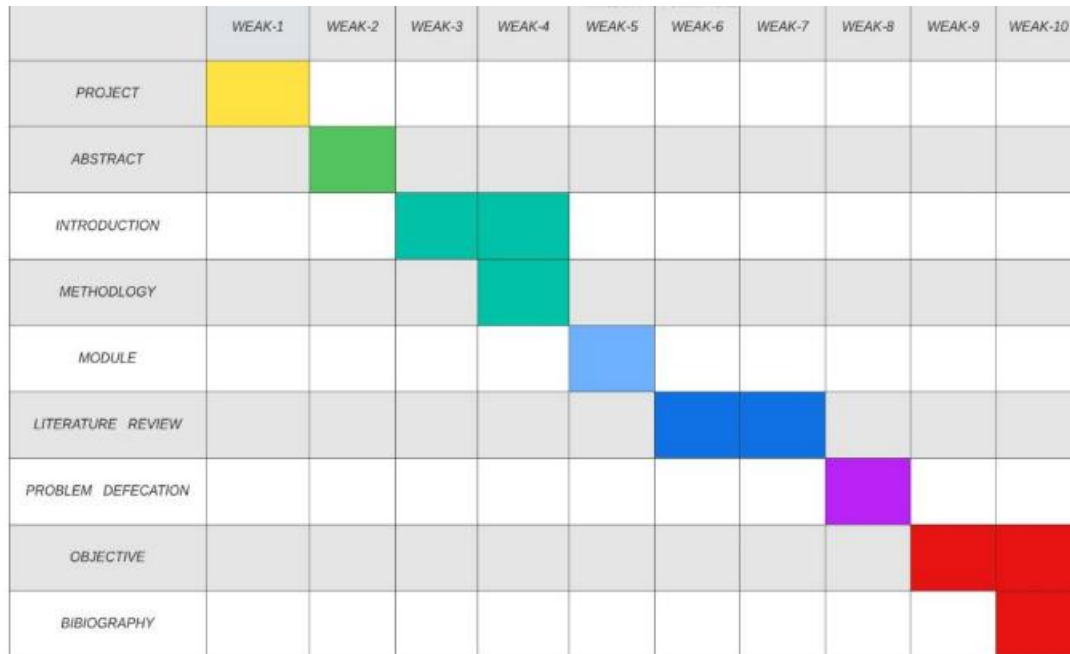 WEAK-1 WEAK-2 WEAK-3 WEAK-4 WEAK-5 WEAK-6 WEAK-7 WEAK-8 WEAK-9 WEAK-10
PROJECT
ABSTRACT
INTRODUCTION
METHODLOGY
MODULE
LITERATURE REVIEW
PROBLEM DEFECATION
OBJECTIVE
BIBIOGRAPHY